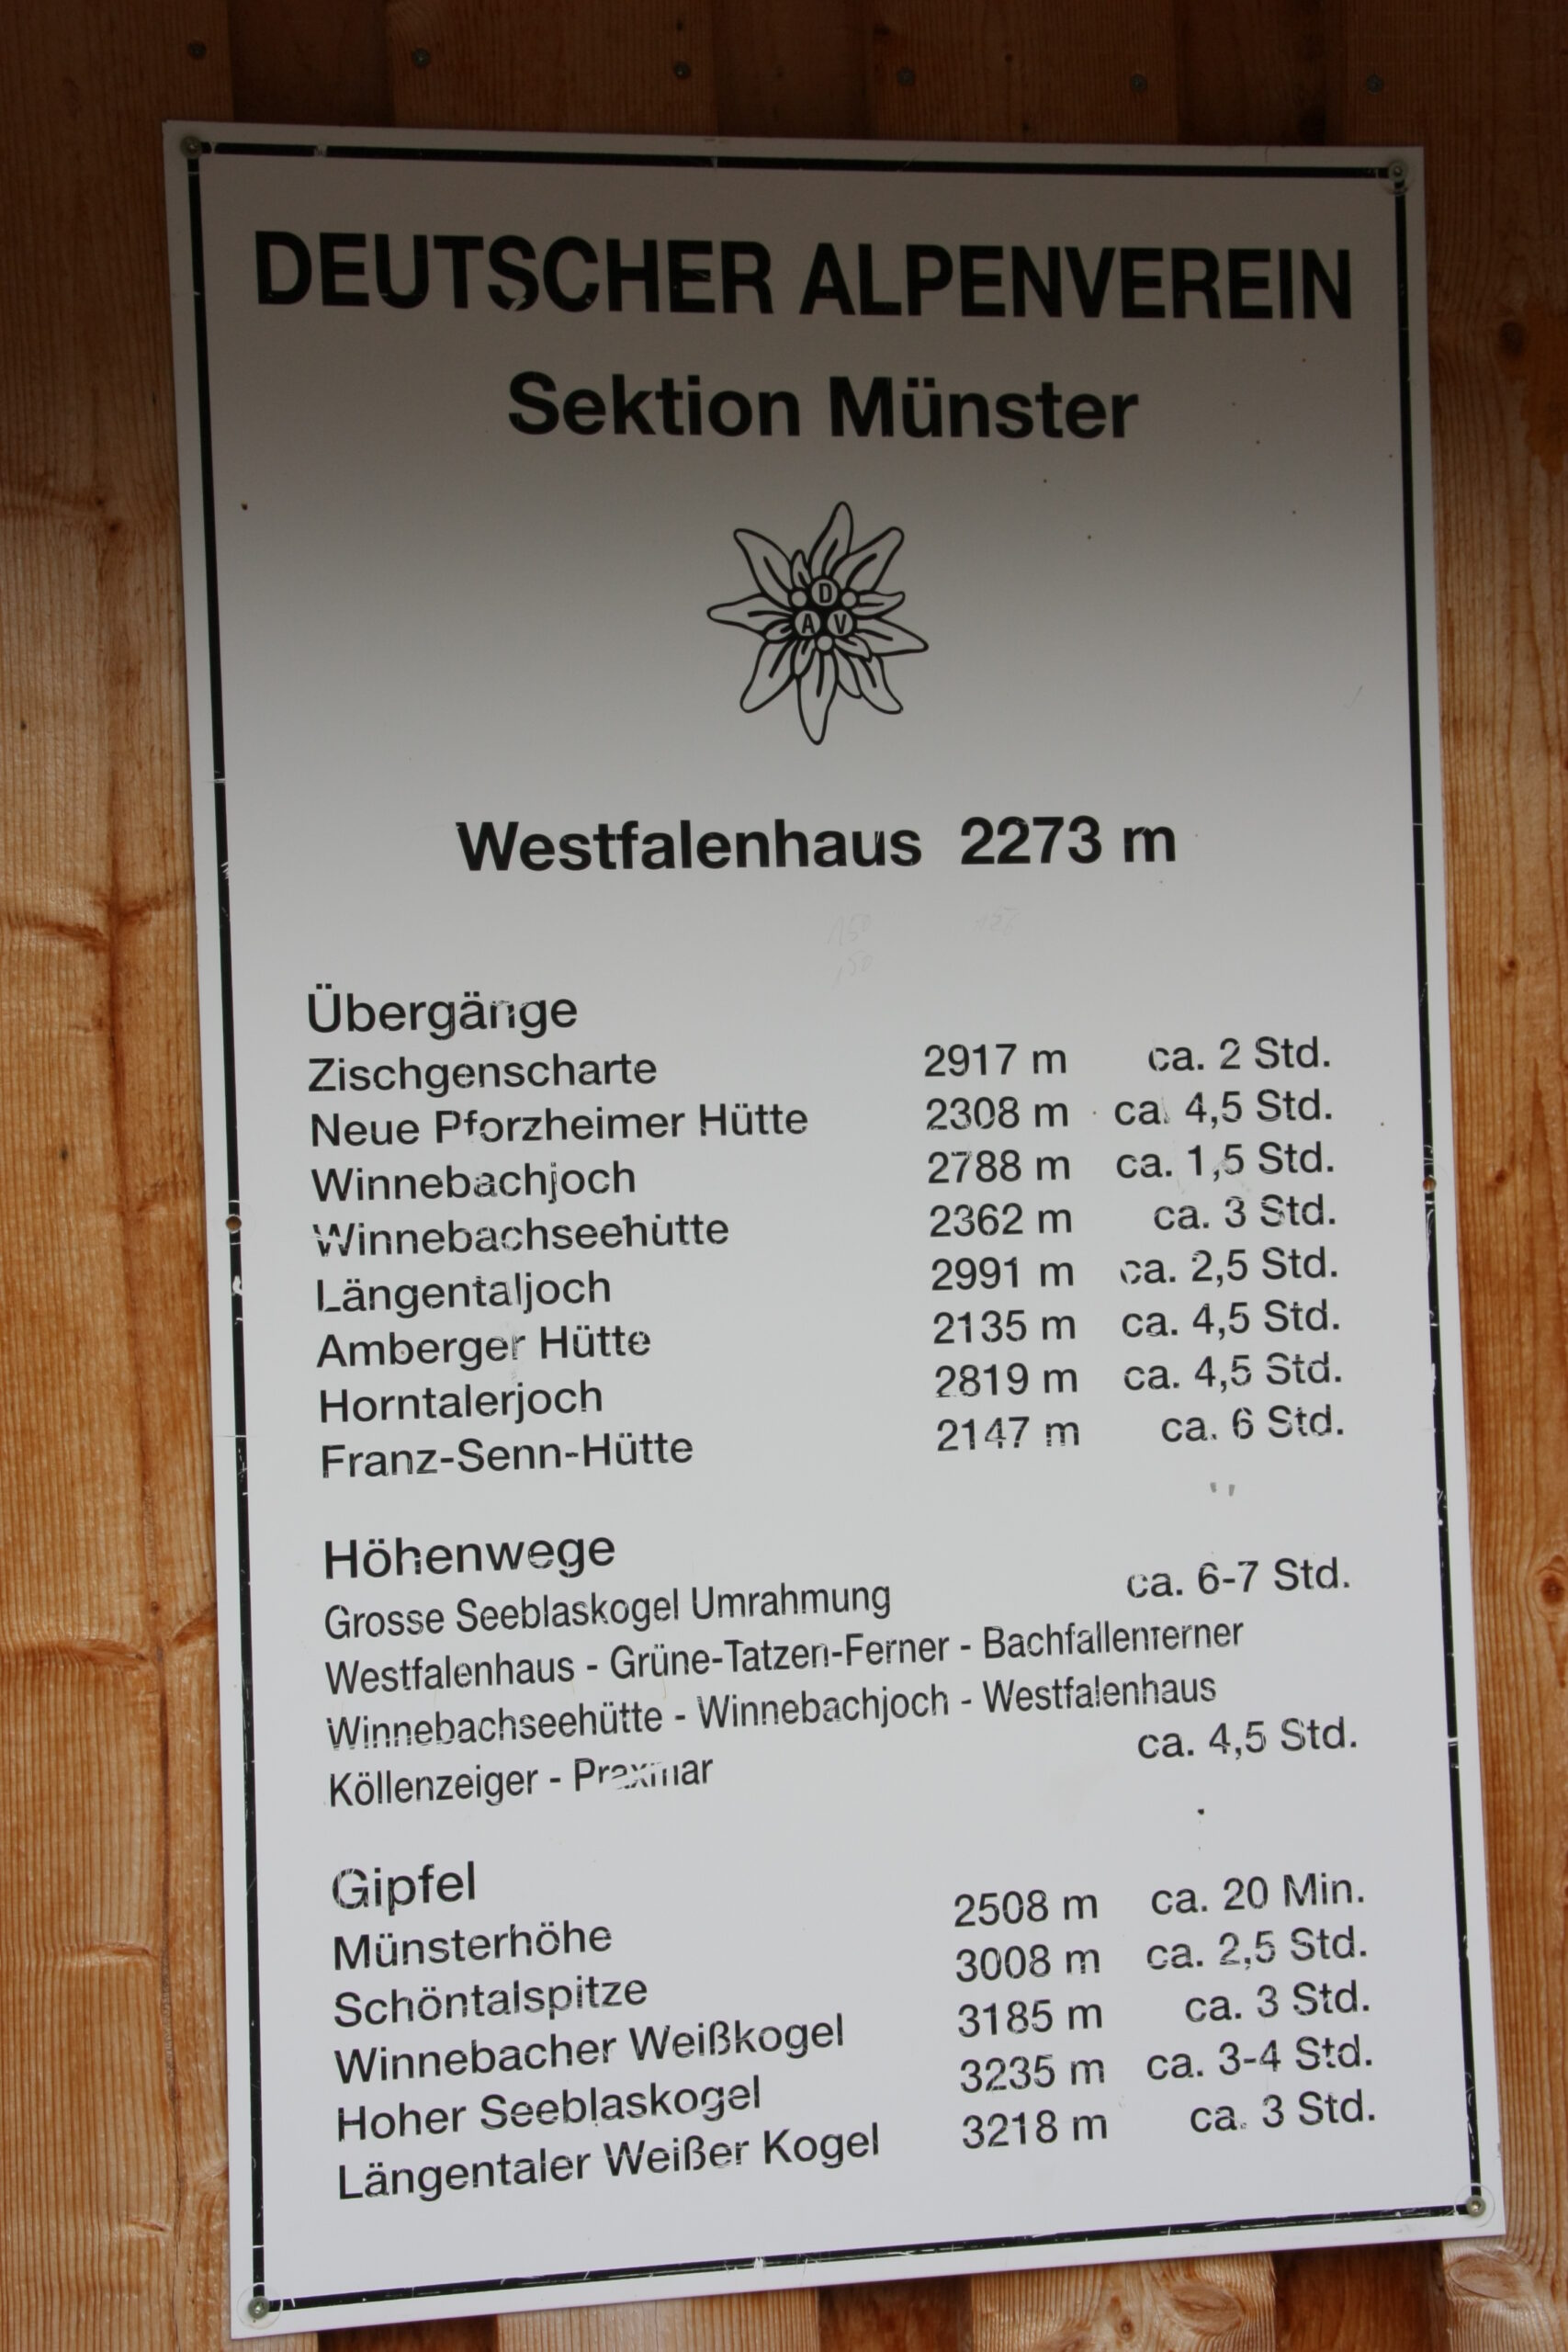 DEUTSCHER ALPENVEREIN
Sektion Münster
D
A V
Westfalenhaus 2273 m
Übergänge
Zischgenscharte 2917 m ca. 2 Std.
Neue Pforzheimer Hütte 2308 m ca. 4,5 Std.
Winnebachjoch 2788 m ca. 1,5 Std.
Winnebachseehütte 2362 m ca. 3 Std.
Längentaljoch 2991 m ca. 2,5 Std.
Amberger Hütte 2135 m ca. 4,5 Std.
Horntalerjoch 2819 m ca. 4,5 Std.
Franz-Senn-Hütte 2147 m ca. 6 Std.
Höhenwege
Grosse Seeblaskogel Umrahmung ca. 6-7 Std.
Westfalenhaus - Grüne-Tatzen-Ferner - Bachfallenferner
Winnebachseehütte - Winnebachjoch - Westfalenhaus
Köllenzeiger - Praxmar ca. 4,5 Std.
Gipfel
Münsterhöhe 2508 m ca. 20 Min.
Schöntalspitze 3008 m ca. 2,5 Std.
Winnebacher Weißkogel 3185 m ca. 3 Std.
Hoher Seeblaskogel 3235 m ca. 3-4 Std.
Längentaler Weißer Kogel 3218 m ca. 3 Std.